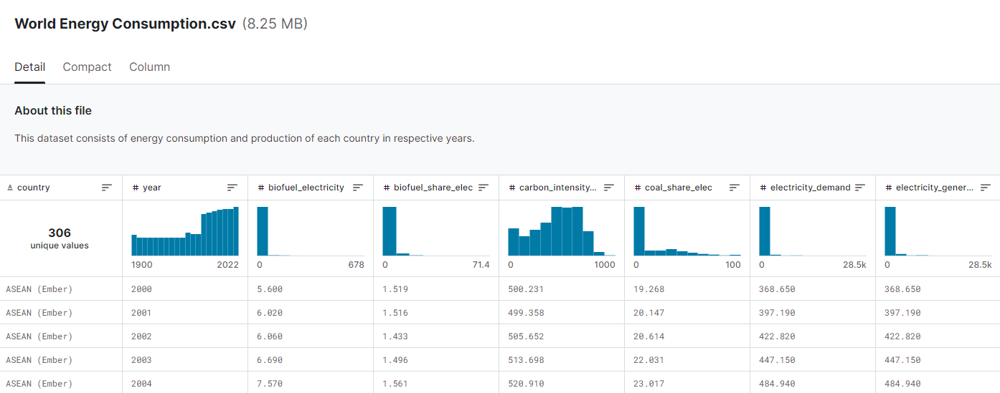 World Energy Consumption.csv (8.25 MB)
Detail Compact Column
About this file
This dataset consists of energy consumption and production of each country in respective years.
country # year # biofuel_electricity # biofuel_share_elec # carbon_intensity... # coal_share_elec # electricity_demand # electricity_gener...
306
unique values
1900 2022 0 678 0 71.4 0 1000 0 100 0 28.5k 0 28.5k
ASEAN (Ember) 2000 5.600 1.519 500.231 19.268 368.650 368.650
ASEAN (Ember) 2001 6.020 1.516 499.358 20.147 397.190 397.190
ASEAN (Ember) 2002 6.060 1.433 505.652 20.614 422.820 422.820
ASEAN (Ember) 2003 6.690 1.496 513.698 22.031 447.150 447.150
ASEAN (Ember) 2004 7.570 1.561 520.910 23.017 484.940 484.940